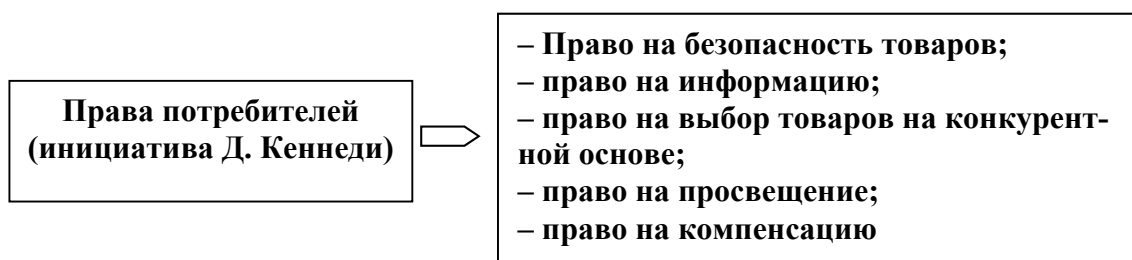 Права потребителей
(инициатива Д. Кеннеди)
– Право на безопасность товаров;
– право на информацию;
– право на выбор товаров на конкурент-
ной основе;
– право на просвещение;
– право на компенсацию